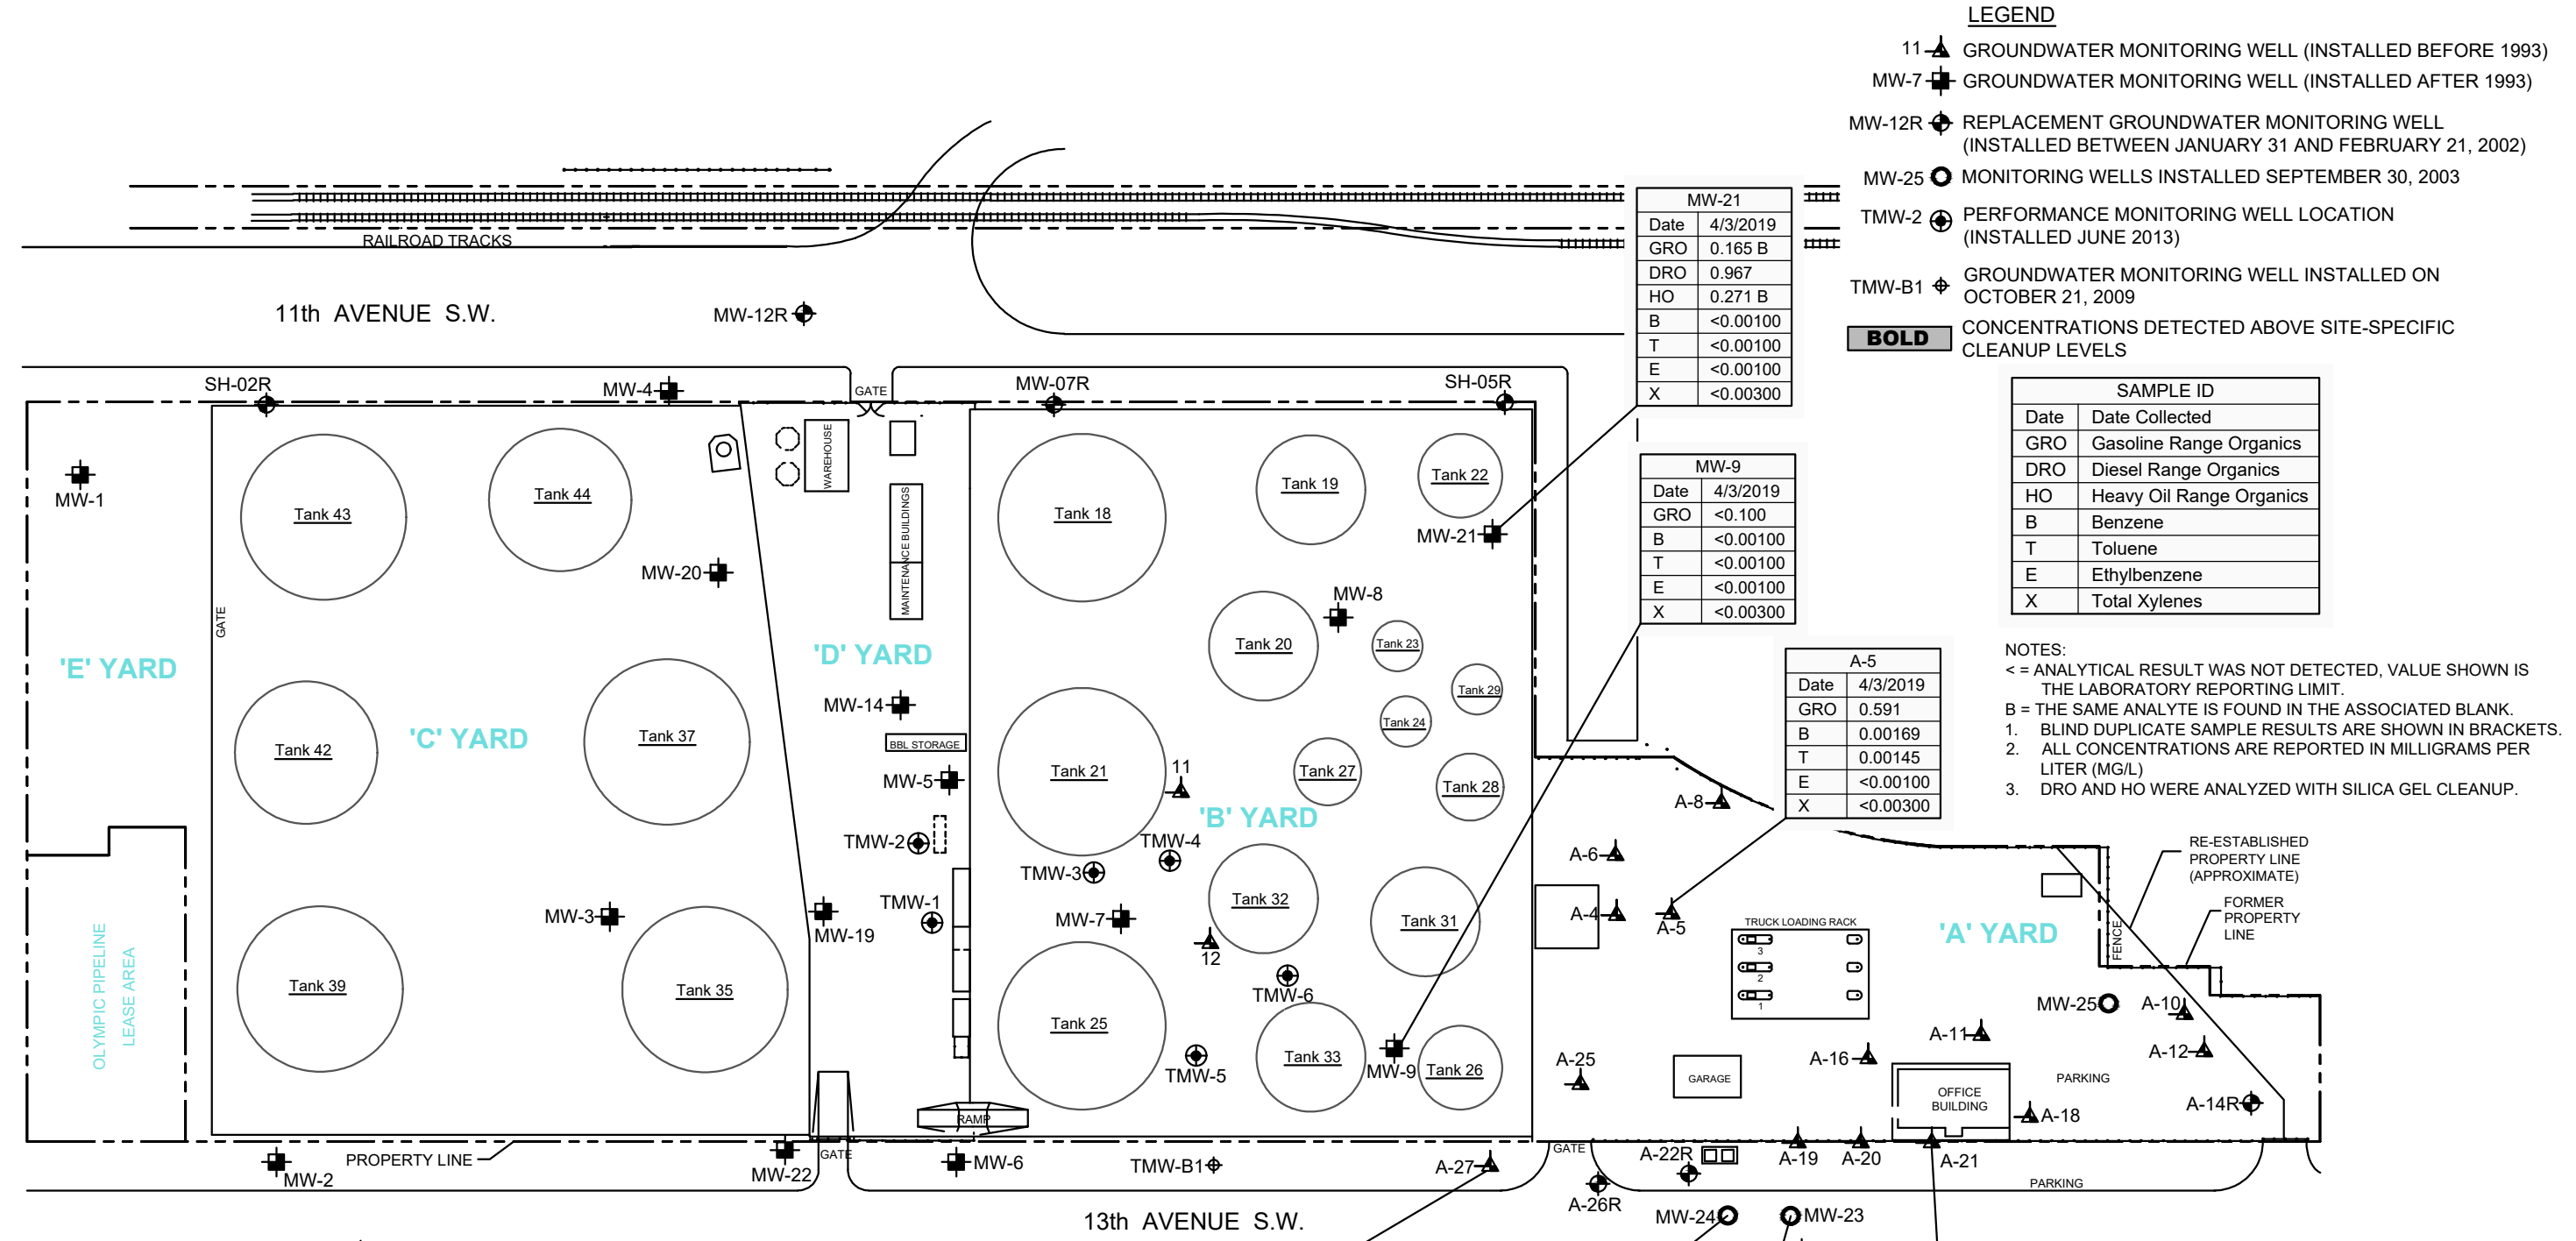 LEGEND
11 GROUNDWATER MONITORING WELL (INSTALLED BEFORE 1993)
MW-7 GROUNDWATER MONITORING WELL (INSTALLED AFTER 1993)
MW-12R REPLACEMENT GROUNDWATER MONITORING WELL
(INSTALLED BETWEEN JANUARY 31 AND FEBRUARY 21, 2002)
MW-25 MONITORING WELLS INSTALLED SEPTEMBER 30, 2003
TMW-2 PERFORMANCE MONITORING WELL LOCATION
(INSTALLED JUNE 2013)
TMW-B1 GROUNDWATER MONITORING WELL INSTALLED ON
OCTOBER 21, 2009
BOLD CONCENTRATIONS DETECTED ABOVE SITE-SPECIFIC
CLEANUP LEVELS
SAMPLE ID
Date Date Collected
GRO Gasoline Range Organics
DRO Diesel Range Organics
HO Heavy Oil Range Organics
B Benzene
T Toluene
E Ethylbenzene
X Total Xylenes
NOTES:
< = ANALYTICAL RESULT WAS NOT DETECTED, VALUE SHOWN IS
THE LABORATORY REPORTING LIMIT.
B = THE SAME ANALYTE IS FOUND IN THE ASSOCIATED BLANK.
1. BLIND DUPLICATE SAMPLE RESULTS ARE SHOWN IN BRACKETS.
2. ALL CONCENTRATIONS ARE REPORTED IN MILLIGRAMS PER
LITER (MG/L)
3. DRO AND HO WERE ANALYZED WITH SILICA GEL CLEANUP.
MW-21
Date 4/3/2019
GRO 0.165 B
DRO 0.967
HO 0.271 B
B <0.00100
T <0.00100
E <0.00100
X <0.00300
MW-9
Date 4/3/2019
GRO <0.100
B <0.00100
T <0.00100
E <0.00100
X <0.00300
A-5
Date 4/3/2019
GRO 0.591
B 0.00169
T 0.00145
E <0.00100
X <0.00300
RAILROAD TRACKS
11th AVENUE S.W.
MW-12R
SH-02R
MW-4
GATE
MW-07R
SH-05R
MW-1
Tank 43
Tank 44
WAREHOUSE
Tank 18
Tank 19
Tank 22
MW-21
MW-20
MAINTENANCE BUILDINGS
MW-8
GATE
'E' YARD
'D' YARD
Tank 20
Tank 23
Tank 29
MW-14
Tank 24
Tank 42
'C' YARD
Tank 37
BBL STORAGE
Tank 21
11
Tank 27
Tank 28
MW-5
'B' YARD
A-8
TMW-2
TMW-4
A-6
TMW-3
RE-ESTABLISHED
PROPERTY LINE
(APPROXIMATE)
FORMER
PROPERTY
LINE
FENCE
MW-3
MW-19
TMW-1
MW-7
Tank 32
Tank 31
12
A-4
A-5
TRUCK LOADING RACK
3
2
1
'A' YARD
OLYMPIC PIPELINE
LEASE AREA
Tank 39
Tank 35
Tank 25
TMW-6
MW-25
A-10
TMW-5
Tank 33
MW-9
Tank 26
A-25
GARAGE
A-16
A-11
A-12
OFFICE
BUILDING
PARKING
A-18
A-14R
RAMP
PROPERTY LINE
MW-2
MW-22
GATE
MW-6
TMW-B1
A-27
GATE
A-22R
A-19
A-20
A-21
PARKING
A-26R
MW-24
MW-23
13th AVENUE S.W.